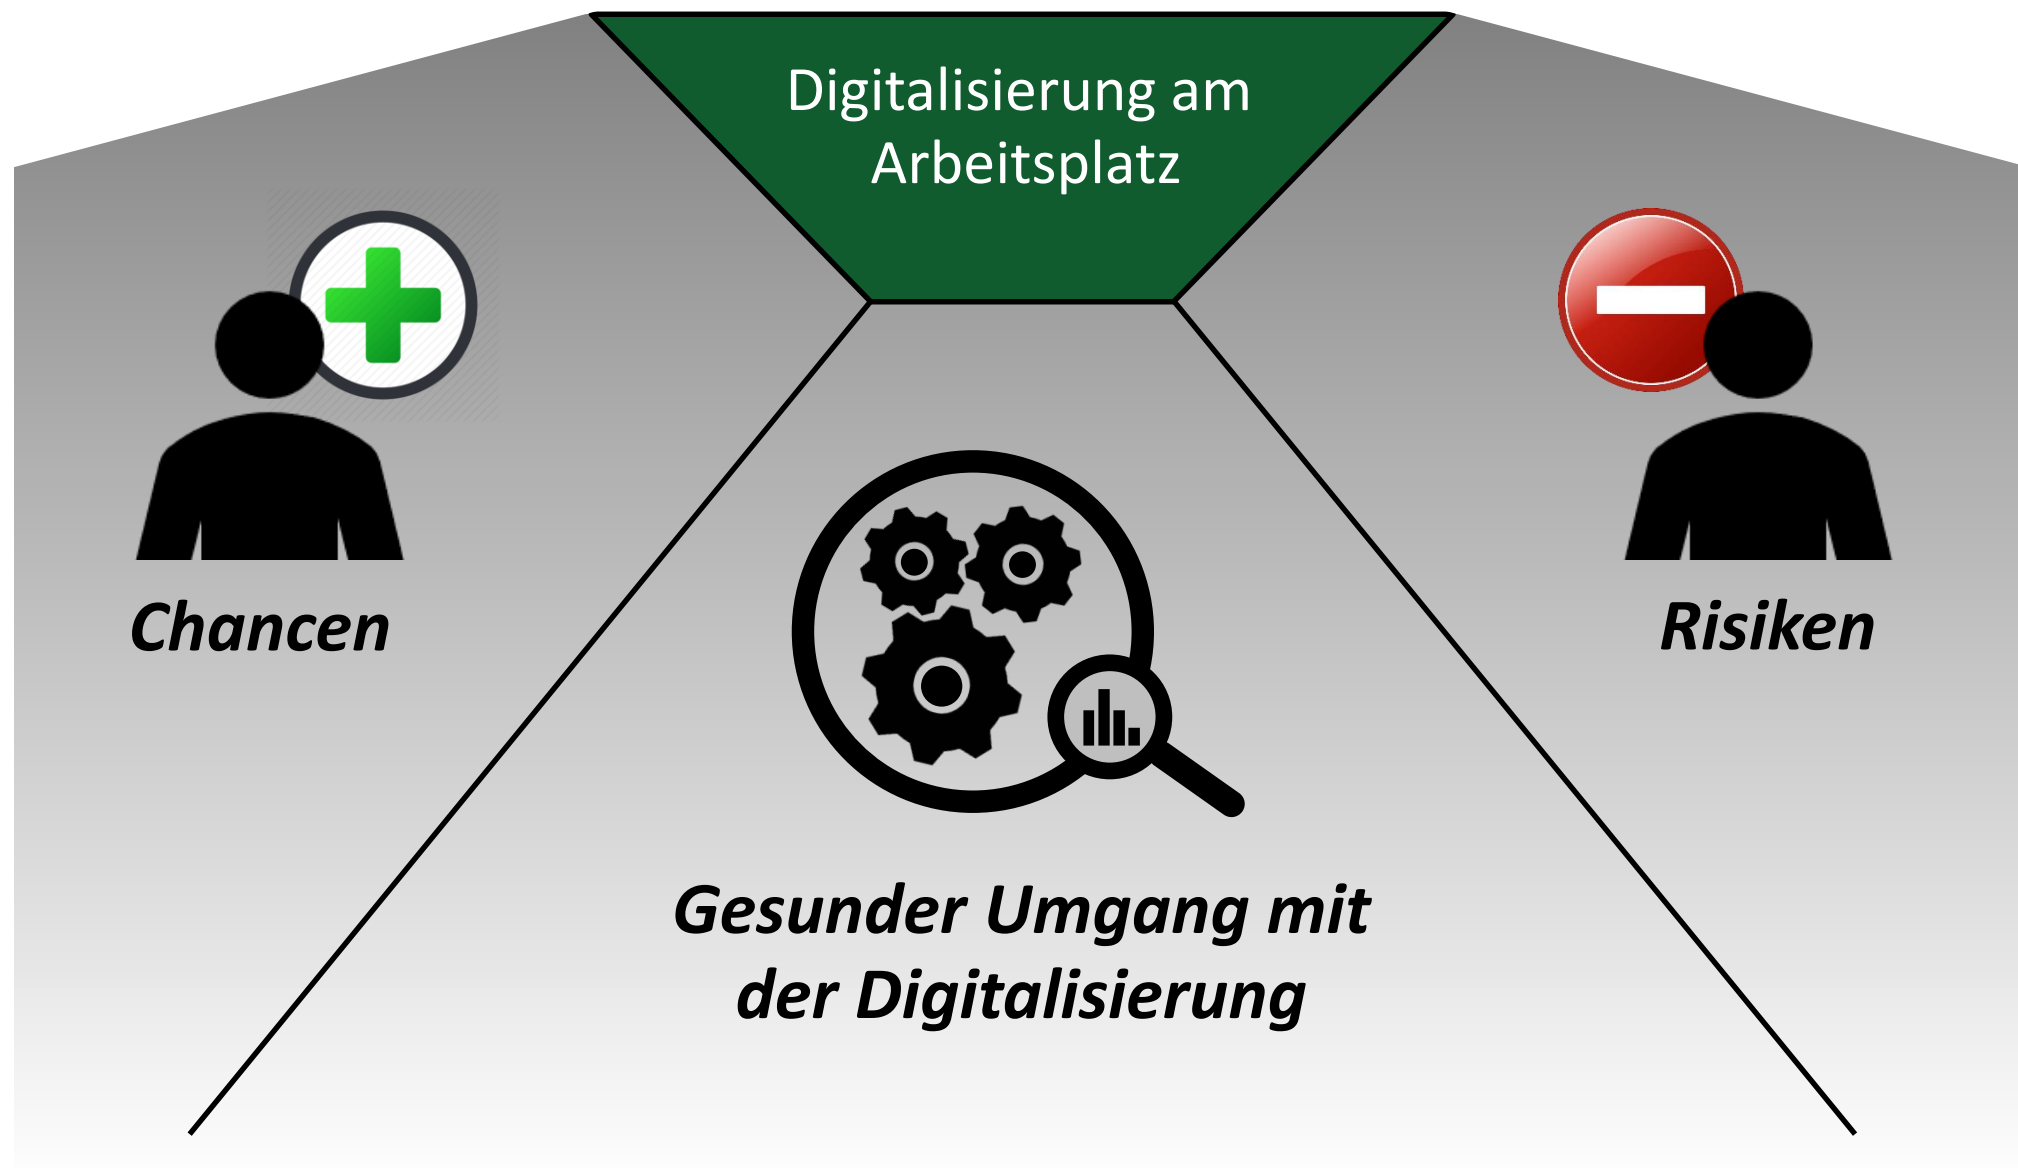 Digitalisierung am
Arbeitsplatz
Chancen
Risiken
Gesunder Umgang mit
der Digitalisierung